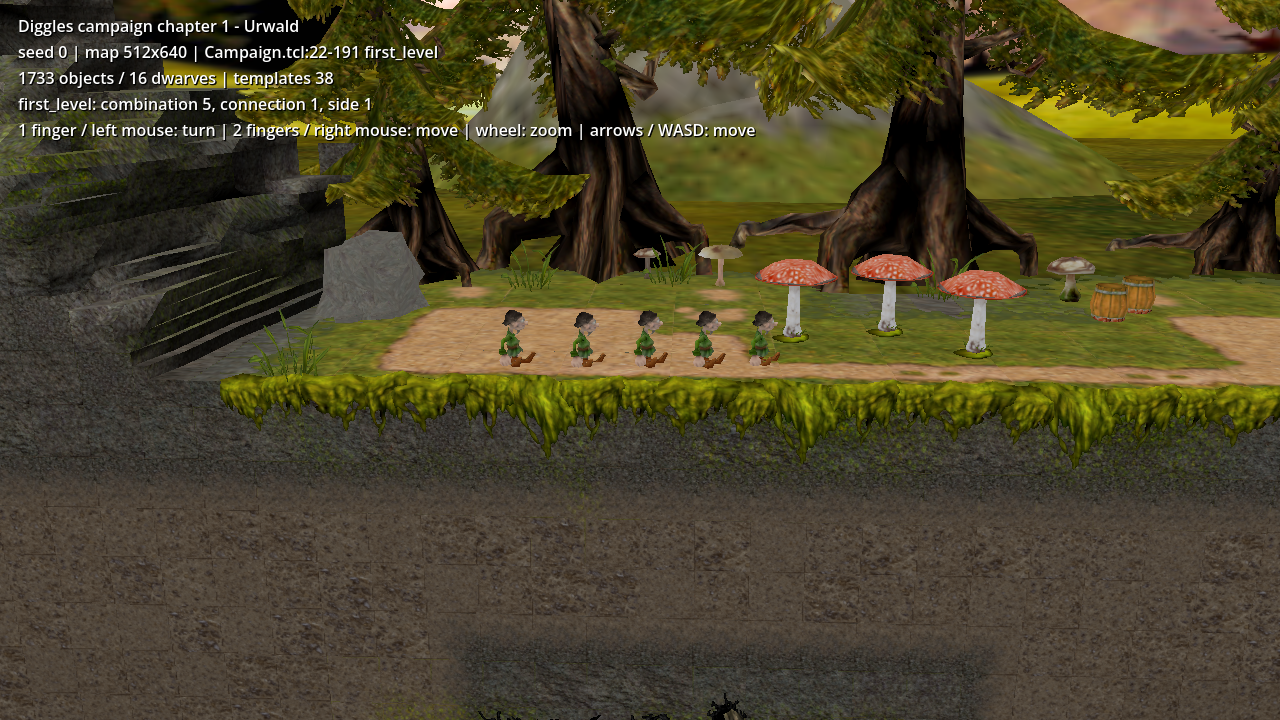 Diggles campaign chapter 1 - Urwald
seed 0 | map 512x640 | Campaign.tcl:22-191 first_level
1733 objects / 16 dwarves | templates 38
first_level: combination 5, connection 1, side 1
1 finger / left mouse: turn | 2 fingers / right mouse: move | wheel: zoom | arrows / WASD: move